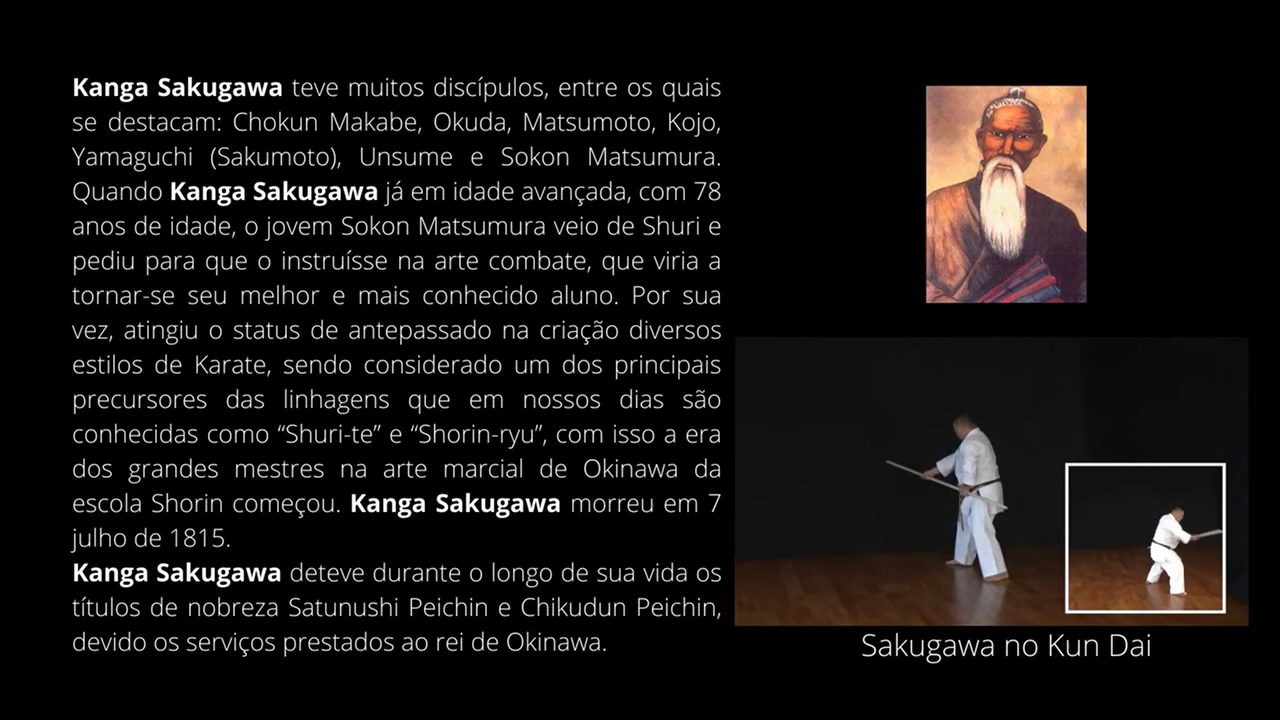 Kanga Sakugawa teve muitos discípulos, entre os quais
se destacam: Chokun Makabe, Okuda, Matsumoto, Kojo,
Yamaguchi (Sakumoto), Unsume e Sokon Matsumura.
Quando Kanga Sakugawa já em idade avançada, com 78
anos de idade, o jovem Sokon Matsumura veio de Shuri e
pediu para que o instruísse na arte combate, que viria a
tornar-se seu melhor e mais conhecido aluno. Por sua
vez, atingiu o status de antepassado na criação diversos
estilos de Karate, sendo considerado um dos principais
precursores das linhagens que em nossos dias são
conhecidas como “Shuri-te” e “Shorin-ryu”, com isso a era
dos grandes mestres na arte marcial de Okinawa da
escola Shorin começou. Kanga Sakugawa morreu em 7
julho de 1815.
Kanga Sakugawa deteve durante o longo de sua vida os
títulos de nobreza Satunushi Peichin e Chikudun Peichin,
devido os serviços prestados ao rei de Okinawa.
Sakugawa no Kun Dai